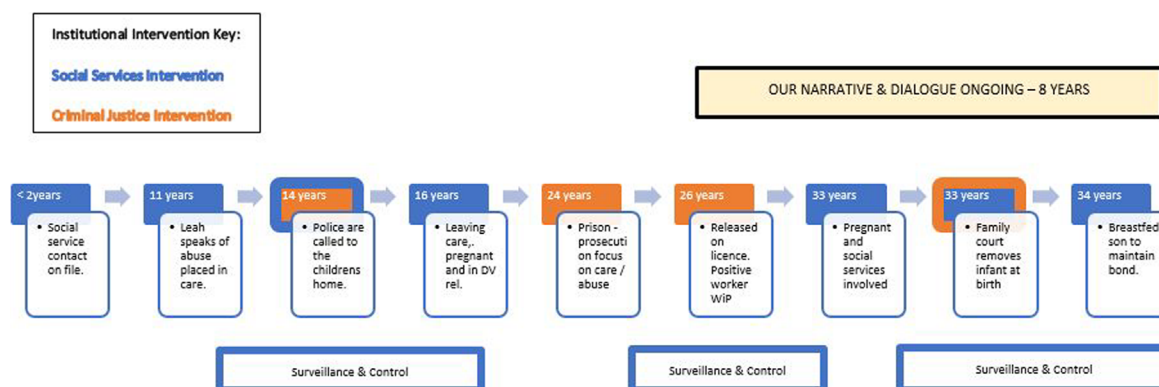 Institutional Intervention Key:
Social Services Intervention
Criminal Justice Intervention
OUR NARRATIVE & DIALOGUE ONGOING – 8 YEARS
< 2years
• Social
service
contact
on file.
11 years
• Leah
speaks of
abuse
placed in
care.
14 years
• Police are
called to
the
childrens
home.
16 years
• Leaving
care,.
pregnant
and in DV
rel.
24 years
• Prison -
prosecuti
on focus
on care /
abuse
26 years
• Released
on
licence.
Positive
worker
WiP
33 years
• Pregnant
and
social
services
involved
33 years
• Family
court
removes
infant at
birth
34 years
• Breastfed
son to
maintain
bond.
Surveillance & Control
Surveillance & Control
Surveillance & Control